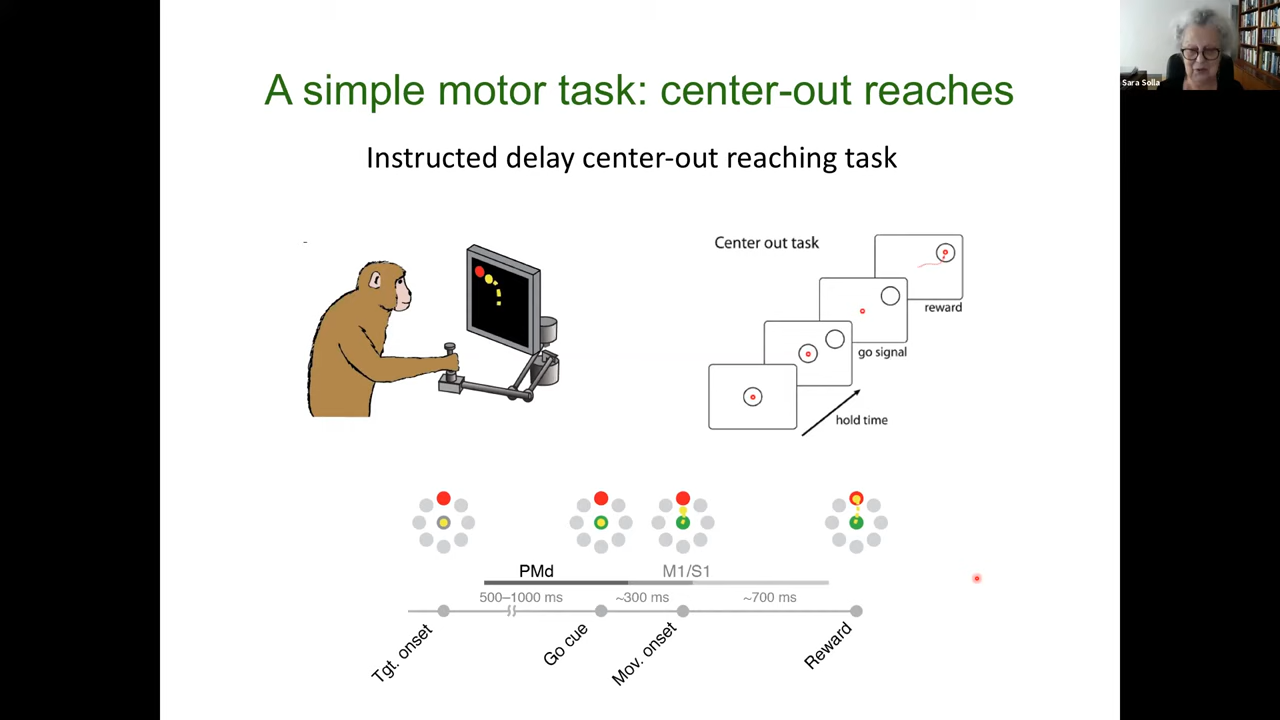 A simple motor task: center-out reaches
Sara Solla
Instructed delay center-out reaching task
Center out task
reward
go signal
hold time
PMd
M1/S1
500–1000 ms
~300 ms
~700 ms
Tgt. onset
Go cue
Mov. onset
Reward